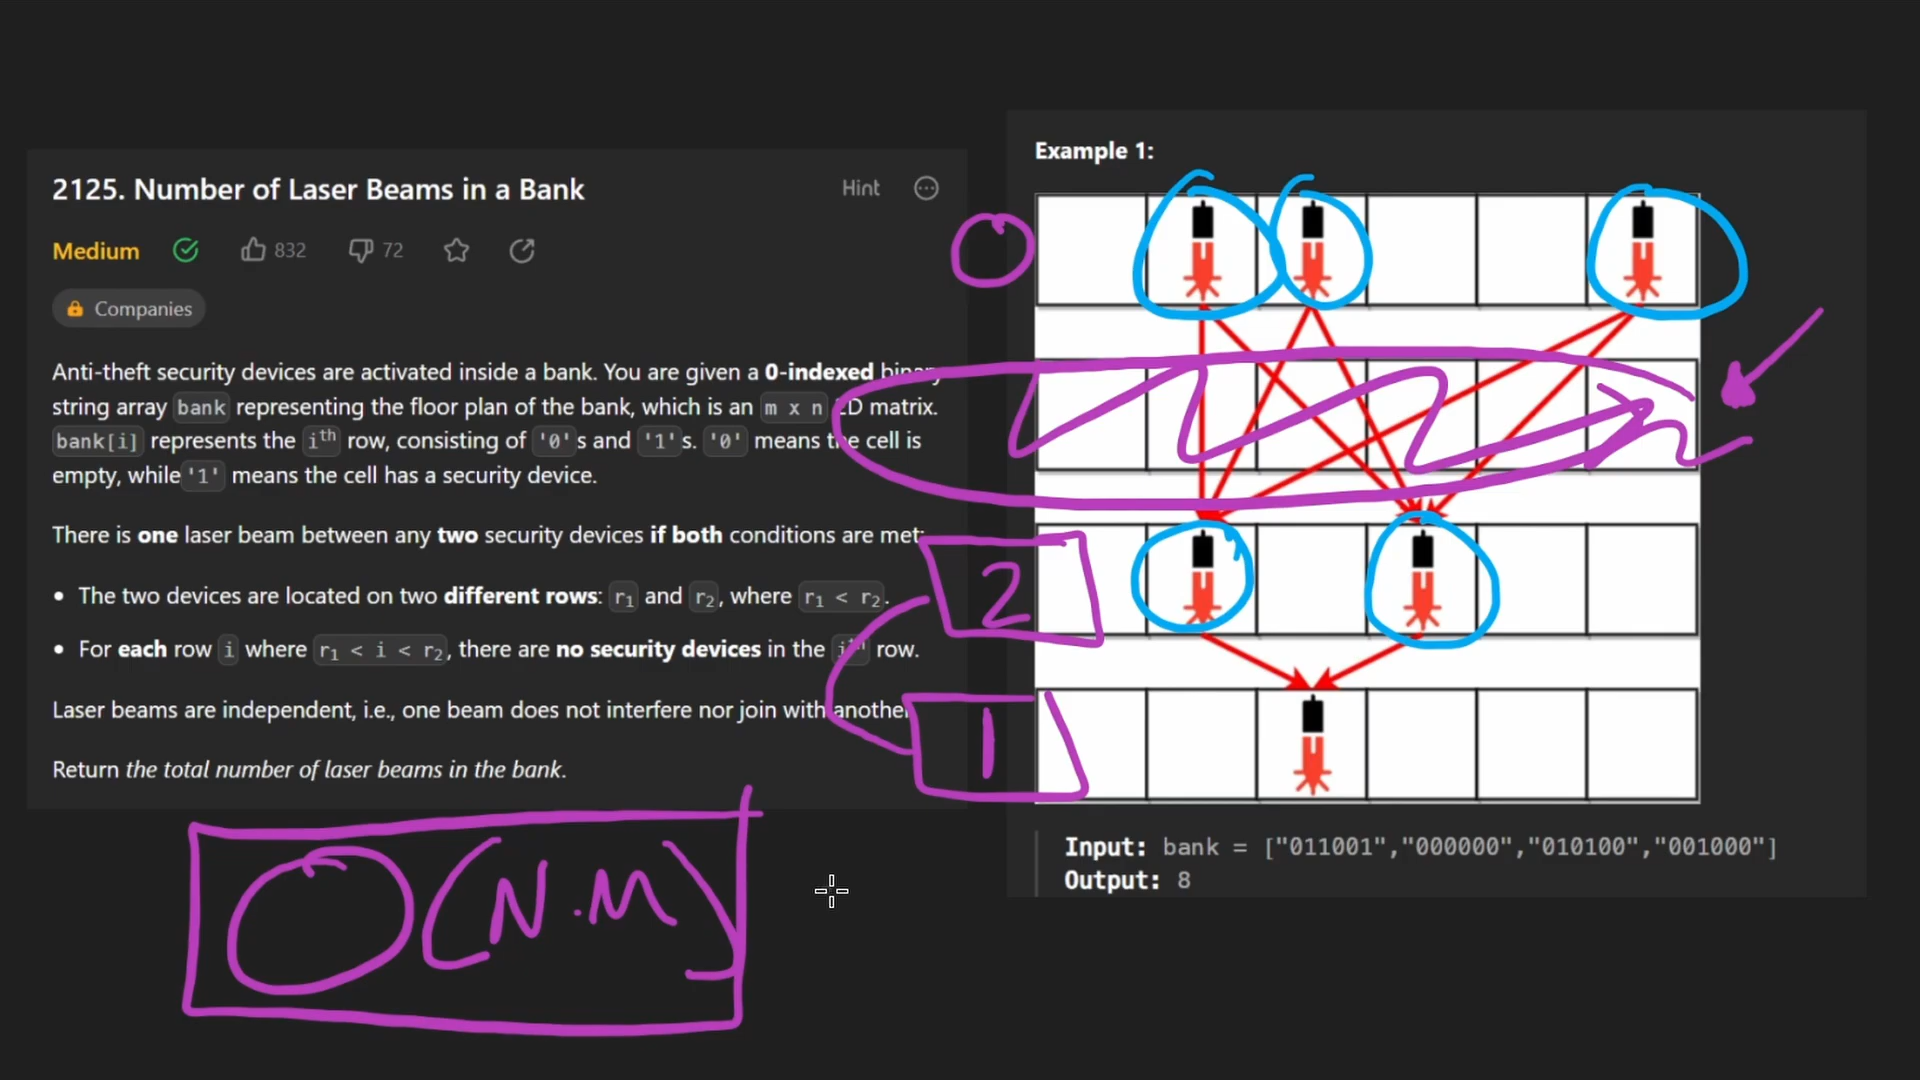 2125. Number of Laser Beams in a Bank
Hint
Medium
832
72
Companies
Anti-theft security devices are activated inside a bank. You are given a 0-indexed binary
string array bank representing the floor plan of the bank, which is an m x n 2D matrix.
bank[i] represents the ith row, consisting of '0's and '1's. '0' means the cell is
empty, while '1' means the cell has a security device.
There is one laser beam between any two security devices if both conditions are met:
• The two devices are located on two different rows: r1 and r2, where r1 < r2.
• For each row i where r1 < i < r2, there are no security devices in the ith row.
Laser beams are independent, i.e., one beam does not interfere nor join with another
Return the total number of laser beams in the bank.
O(N.M)
Example 1:
0
2
1
Input: bank = ["011001","000000","010100","001000"]
Output: 8